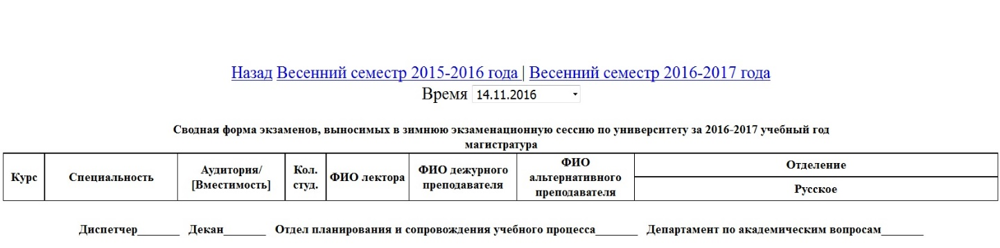 Назад Весенний семестр 2015-2016 года | Весенний семестр 2016-2017 года
Время 14.11.2016
Сводная форма экзаменов, выносимых в зимнюю экзаменационную сессию по университету за 2016-2017 учебный год
магистратура
Курс
Специальность
Аудитория/
[Вместимость]
Кол.
студ.
ФИО лектора
ФИО дежурного
преподавателя
ФИО
альтернативного
преподавателя
Отделение
Русское
Диспетчер_______ Декан_______ Отдел планирования и сопровождения учебного процесса_______ Департамент по академическим вопросам_______